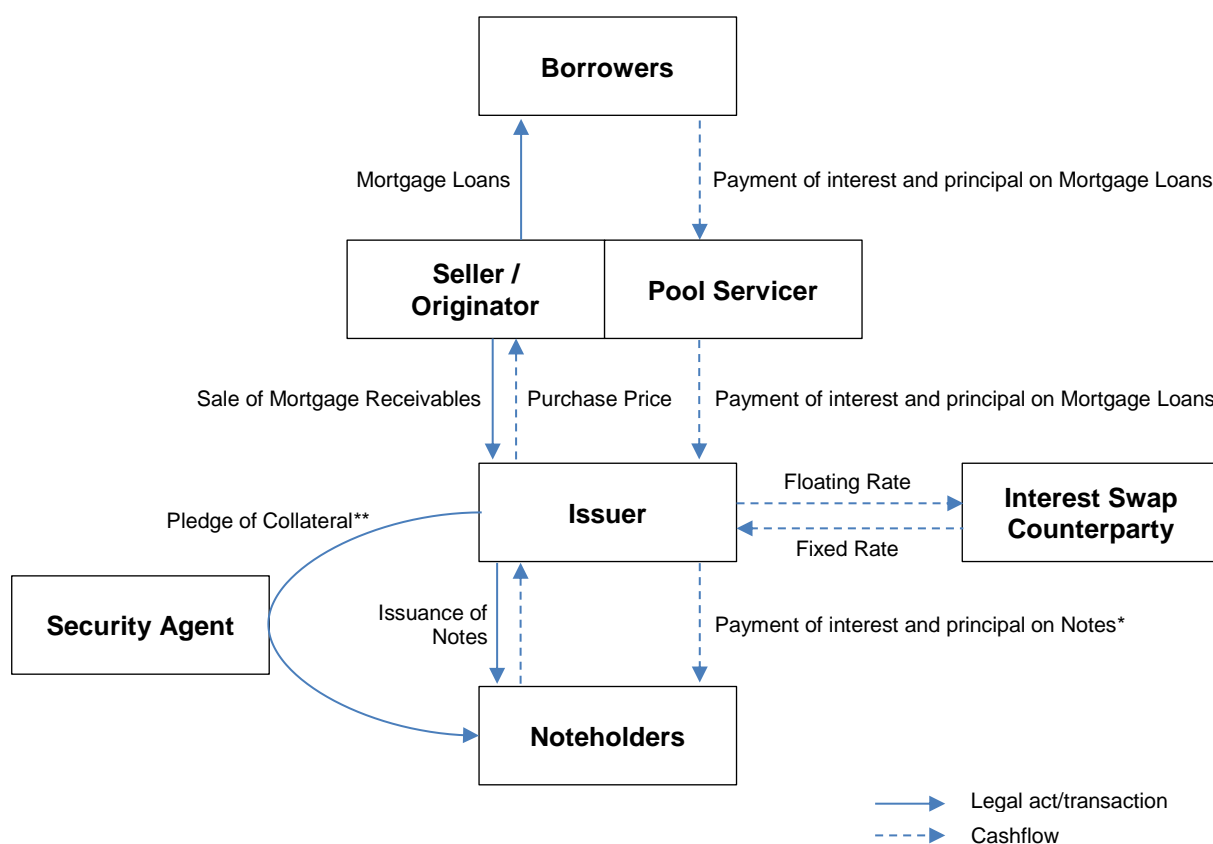 Borrowers
Mortgage Loans
Payment of interest and principal on Mortgage Loans
Seller /
Originator
Pool Servicer
Sale of Mortgage Receivables
Purchase Price
Payment of interest and principal on Mortgage Loans
Issuer
Floating Rate
Fixed Rate
Interest Swap
Counterparty
Pledge of Collateral**
Security Agent
Issuance of
Notes
Payment of interest and principal on Notes*
Noteholders
Legal act/transaction
Cashflow